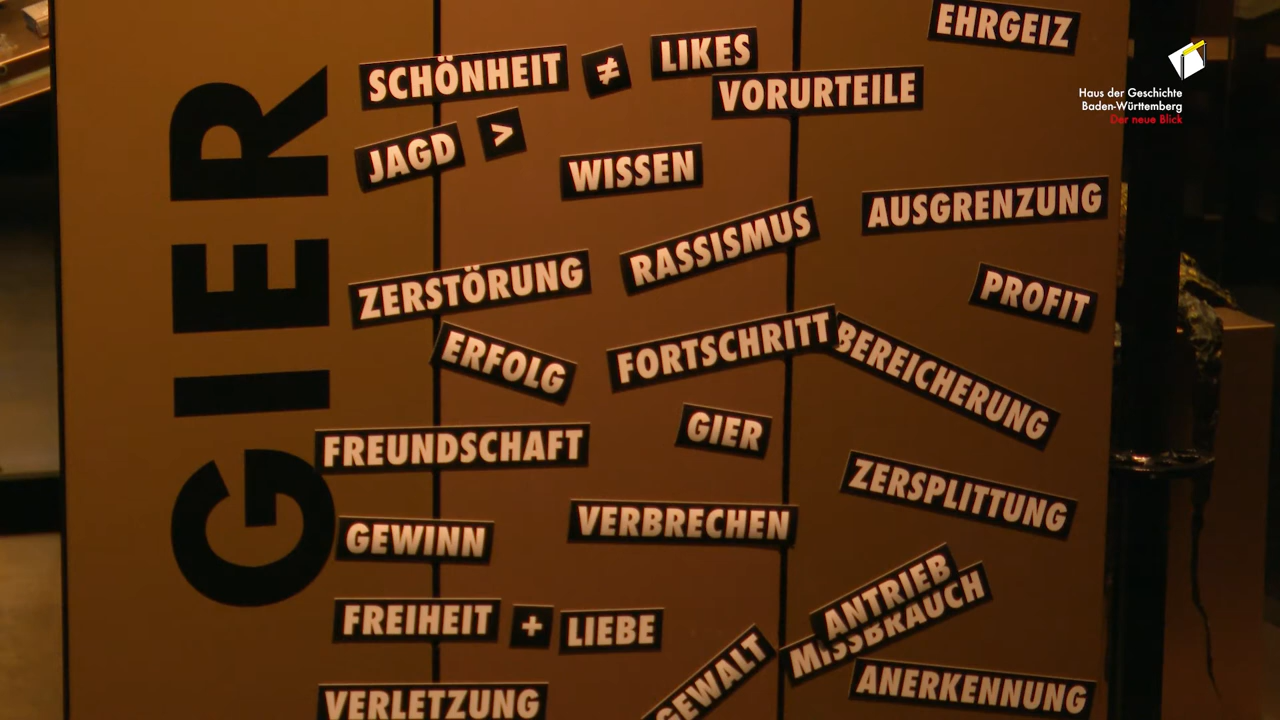 GIER
EHRGEIZ
SCHÖNHEIT ≠ LIKES
VORURTEILE
JAGD >
WISSEN
AUSGRENZUNG
RASSISMUS
ZERSTÖRUNG
PROFIT
ERFOLG
FORTSCHRITT
BEREICHERUNG
GIER
FREUNDSCHAFT
ZERSPLITTUNG
GEWINN
VERBRECHEN
ANTRIEB
MISSBRAUCH
FREIHEIT + LIEBE
GEWALT
ANERKENNUNG
VERLETZUNG
Haus der Geschichte
Baden-Württemberg
Der neue Blick